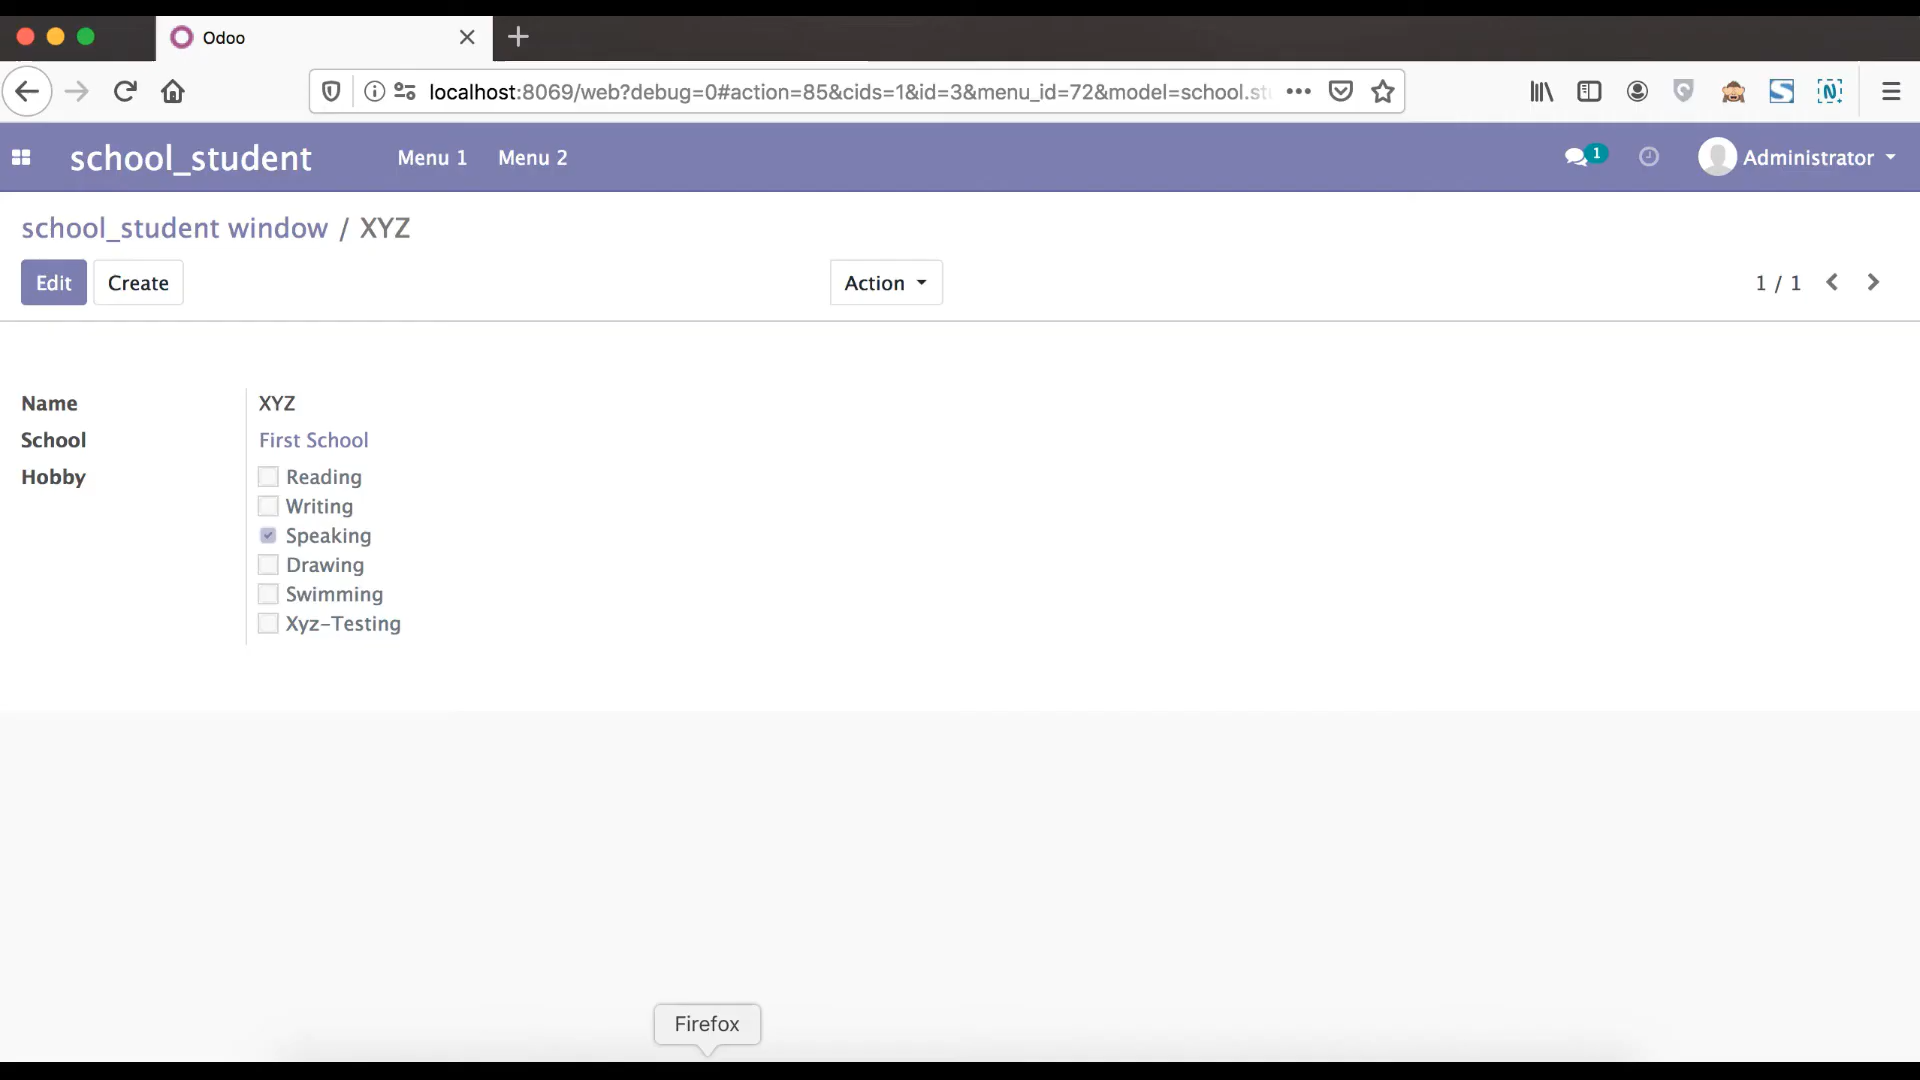 Odoo
localhost:8069/web?debug=0#action=85&cids=1&id=3&menu_id=72&model=school.st
school_student Menu 1 Menu 2 1 Administrator
school_student window / XYZ
Edit Create Action 1 / 1
Name XYZ
School First School
Hobby Reading
Writing
Speaking
Drawing
Swimming
Xyz-Testing
Firefox